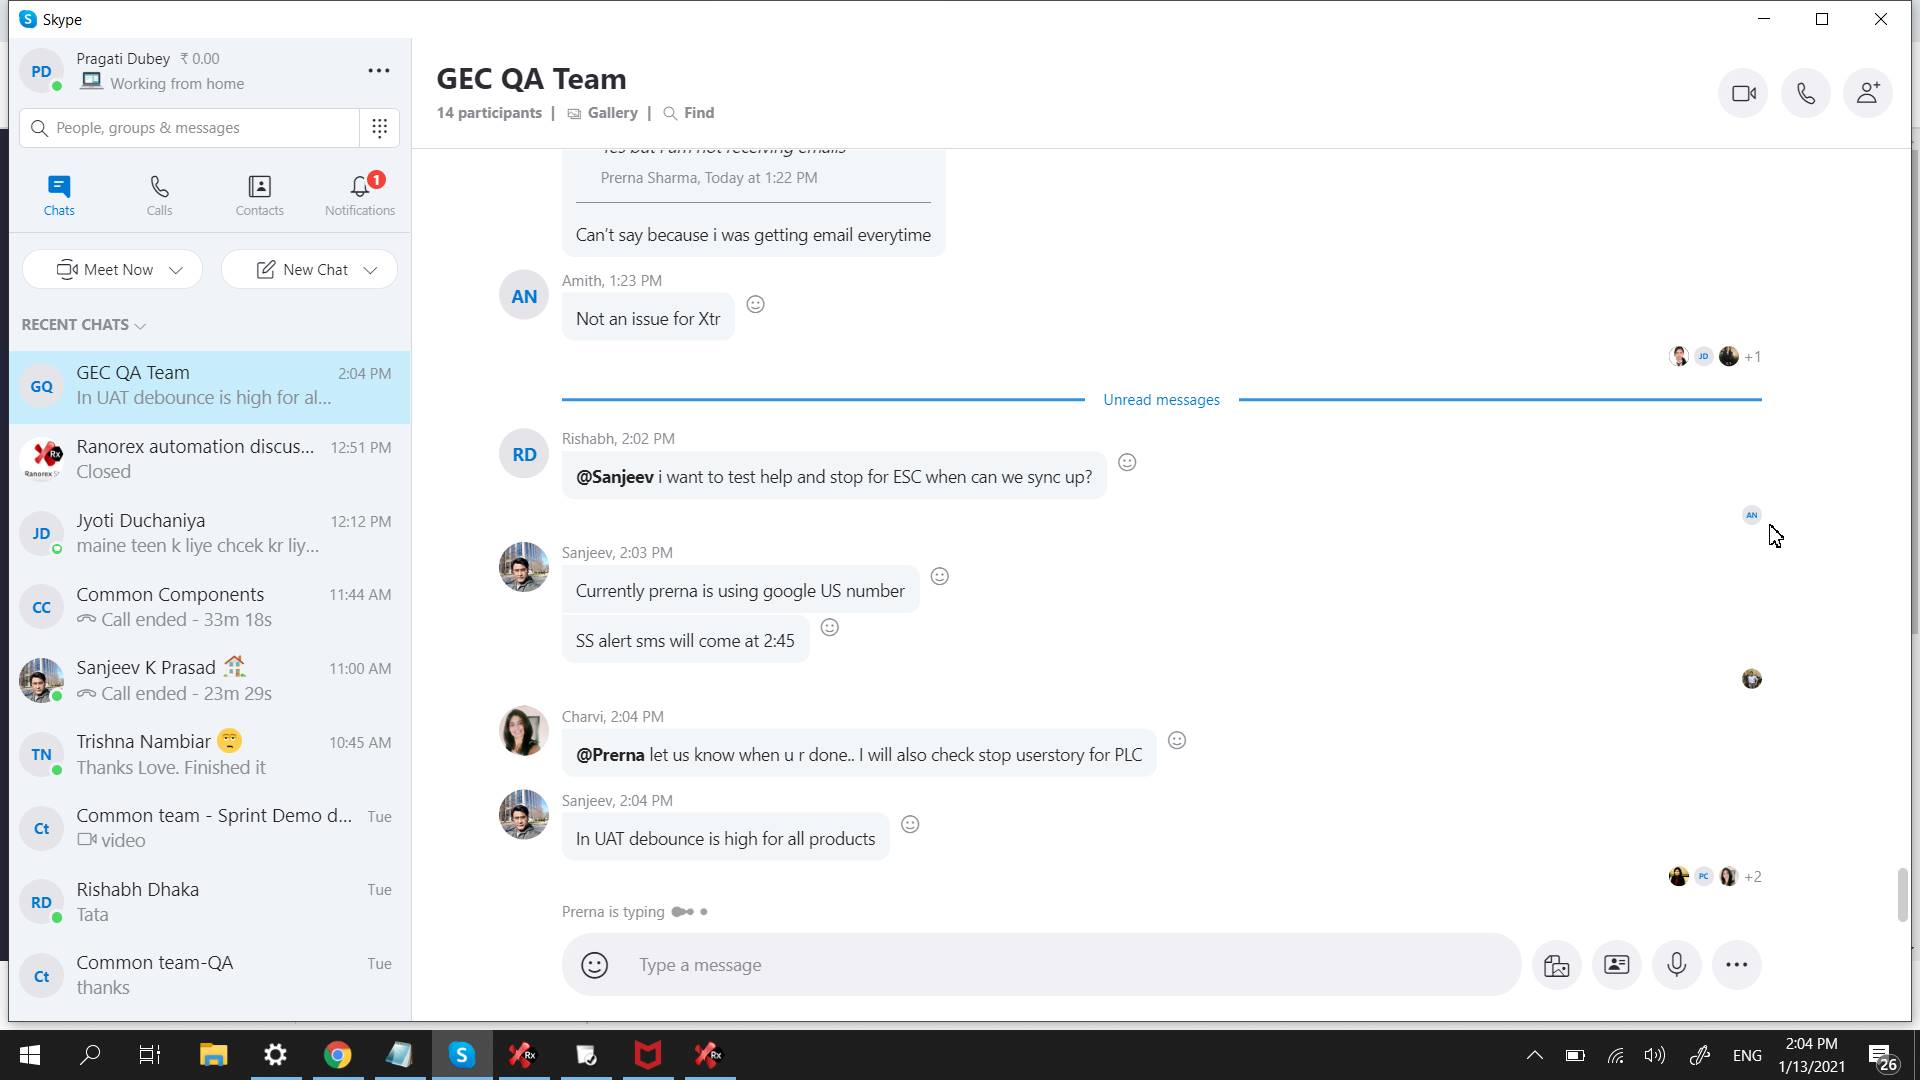 Skype
PD
Pragati Dubey ₹ 0.00
Working from home
People, groups & messages
Chats
Calls
Contacts
1
Notifications
Meet Now
New Chat
RECENT CHATS
GQ
GEC QA Team 2:04 PM
In UAT debounce is high for al...
Rx
Ranorex automation discus... 12:51 PM
Closed
JD
Jyoti Duchaniya 12:12 PM
maine teen k liye chcek kr liy...
CC
Common Components 11:44 AM
Call ended - 33m 18s
Sanjeev K Prasad 11:00 AM
Call ended - 23m 29s
TN
Trishna Nambiar 10:45 AM
Thanks Love. Finished it
Ct
Common team - Sprint Demo d... Tue
video
RD
Rishabh Dhaka Tue
Tata
Ct
Common team-QA Tue
thanks
GEC QA Team
14 participants | Gallery | Find
Yes but I am not receiving emails
Prerna Sharma, Today at 1:22 PM
Can't say because i was getting email everytime
AN
Amith, 1:23 PM
Not an issue for Xtr
JD +1
Unread messages
RD
Rishabh, 2:02 PM
@Sanjeev i want to test help and stop for ESC when can we sync up?
AN
Sanjeev, 2:03 PM
Currently prerna is using google US number
SS alert sms will come at 2:45
Charvi, 2:04 PM
@Prerna let us know when u r done.. I will also check stop userstory for PLC
Sanjeev, 2:04 PM
In UAT debounce is high for all products
PC +2
Prerna is typing
Type a message
Rx
Rx
ENG
2:04 PM
1/13/2021
26